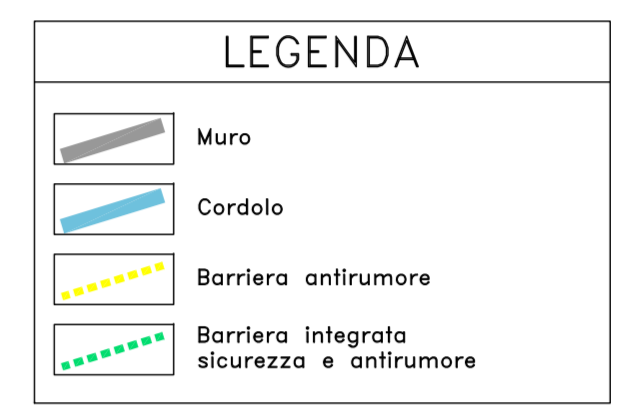 LEGENDA
Muro
Cordolo
Barriera antirumore
Barriera integrata
sicurezza e antirumore